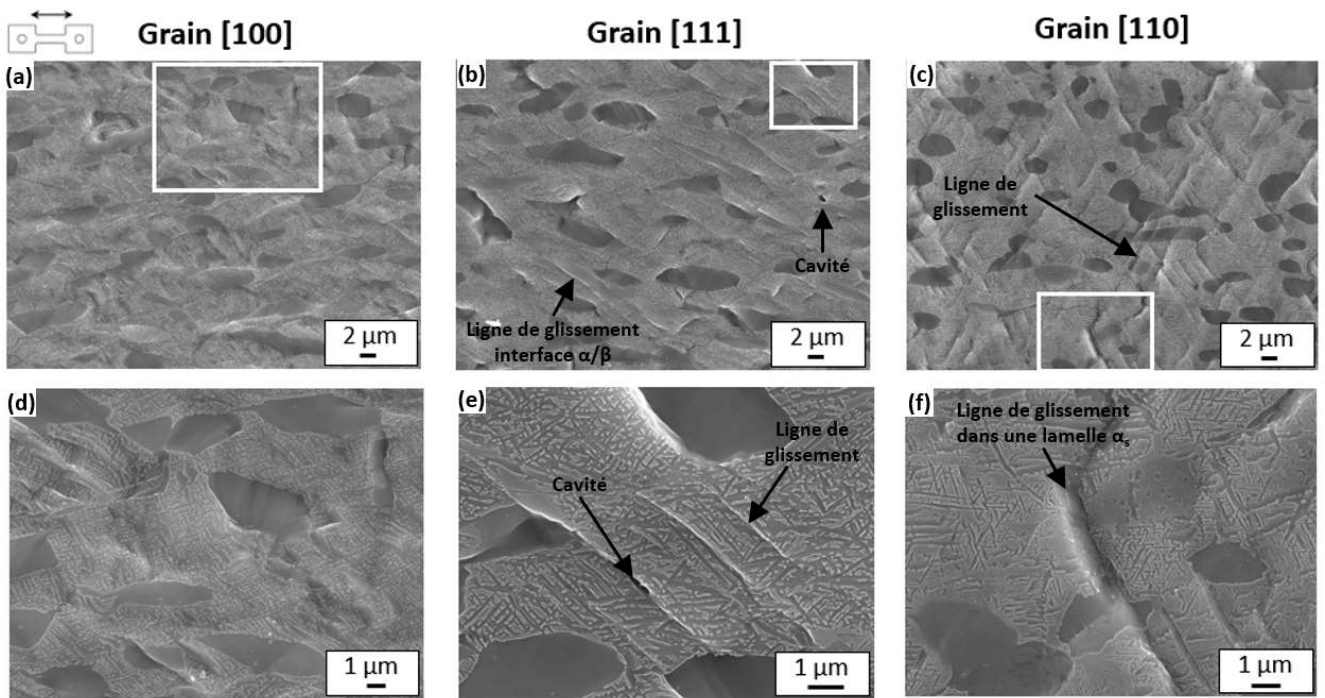 Grain [100]
Grain [111]
Grain [110]
(a)
2 µm
(b)
Cavité
Ligne de glissement
interface α/β
2 µm
(c)
Ligne de
glissement
2 µm
(d)
1 µm
(e)
Ligne de
glissement
Cavité
1 µm
(f)
Ligne de glissement
dans une lamelle αs
1 µm